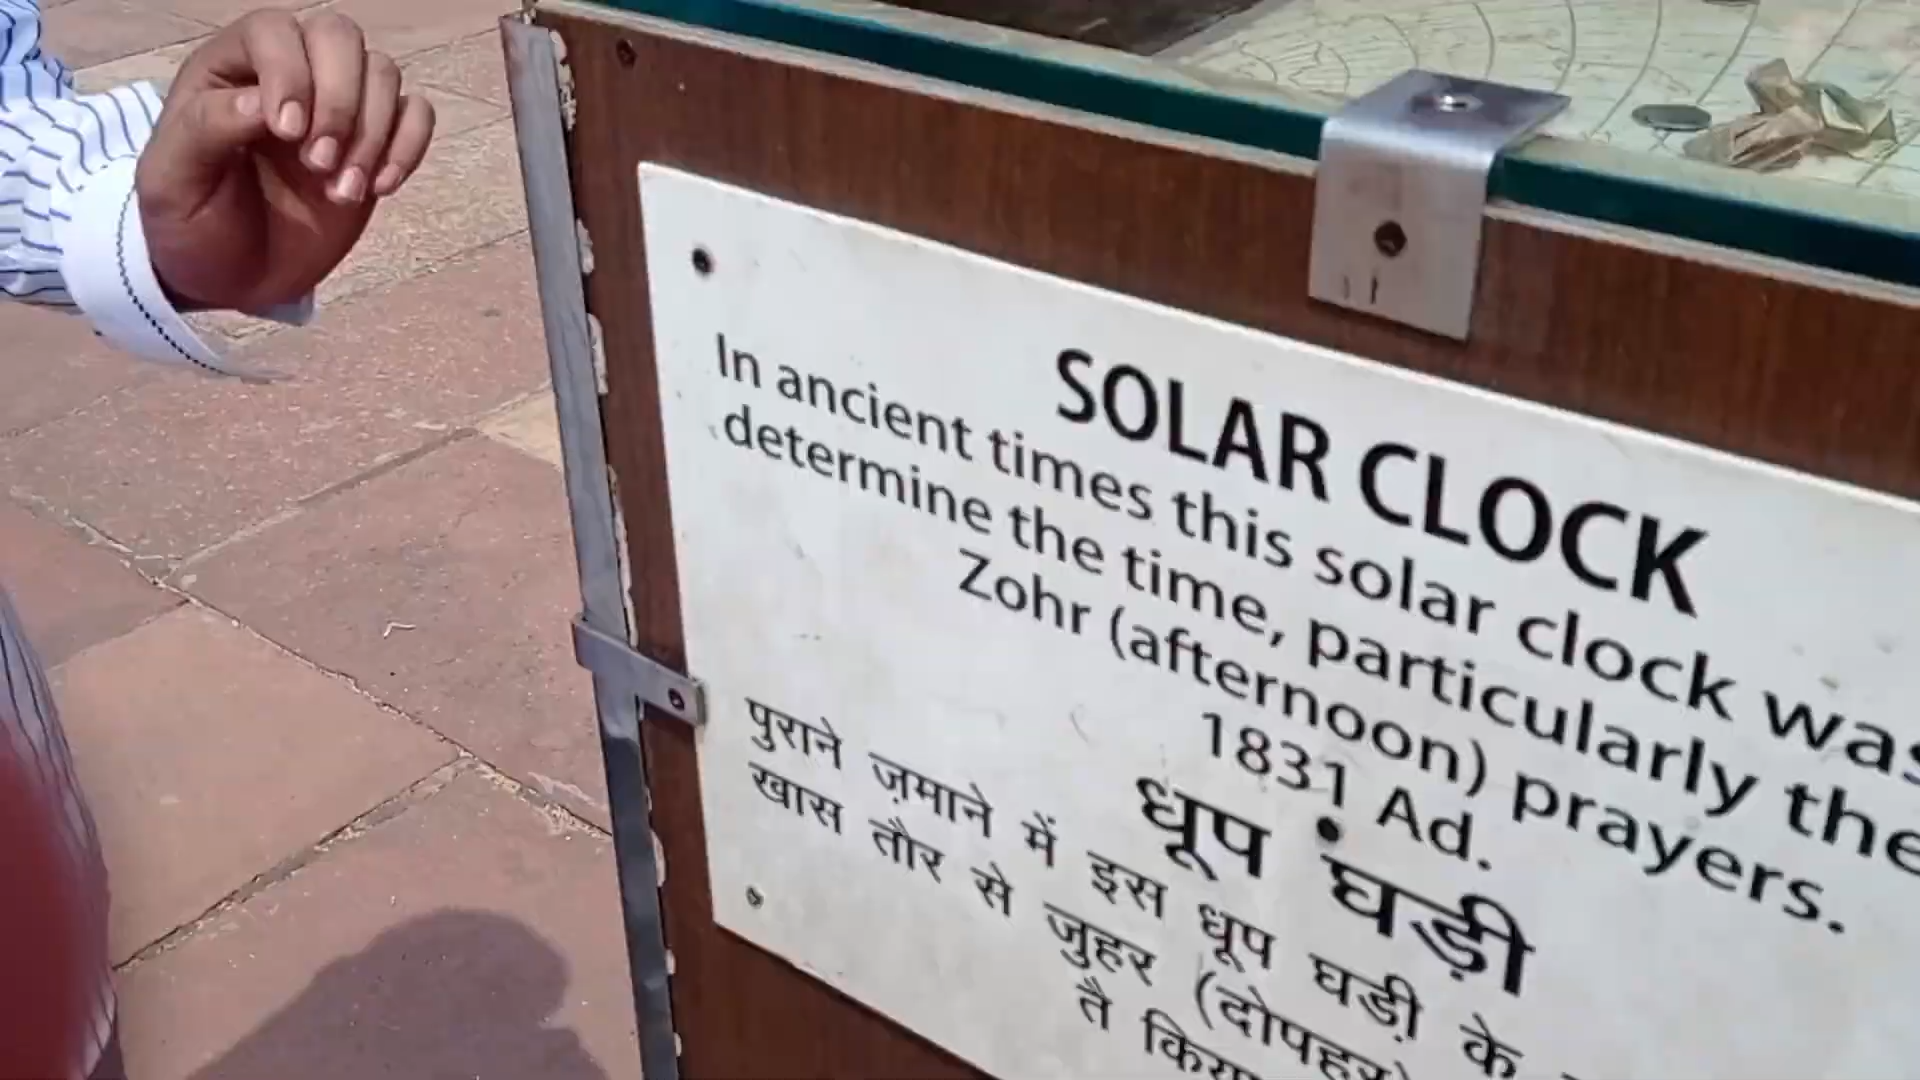 SOLAR CLOCK
In ancient times this solar clock was
determine the time, particularly the
Zohr (afternoon) prayers.
1831 Ad.
धूप घड़ी
पुराने ज़माने में इस धूप घड़ी के
खास तौर से जुहर (दोपहर)
तै